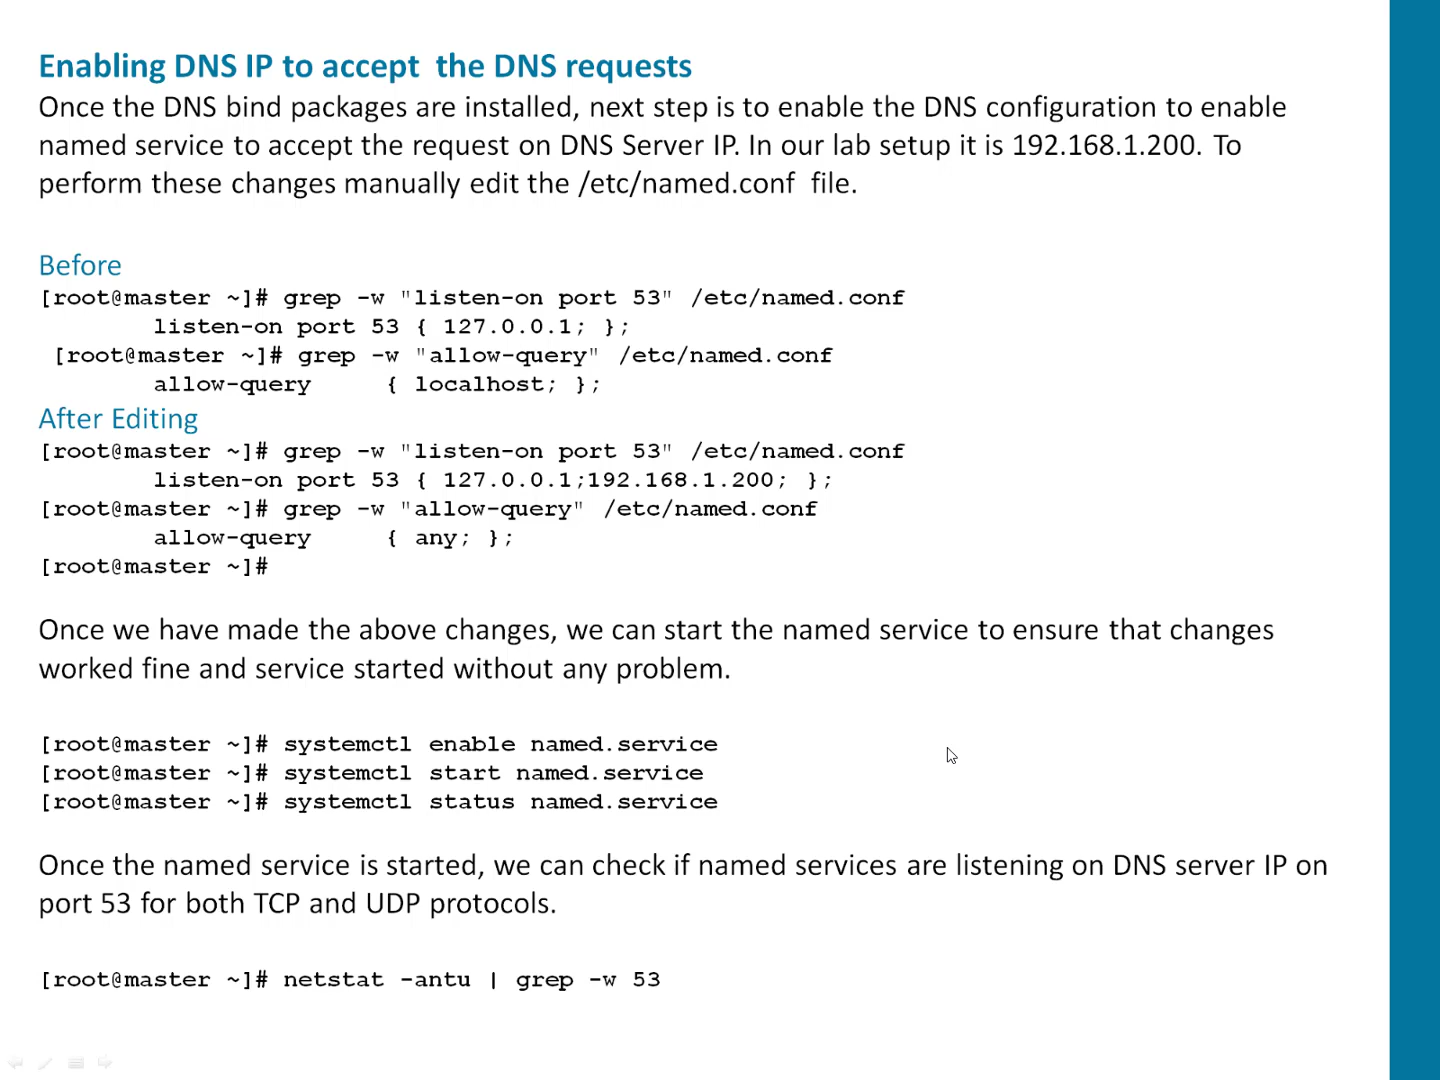 Enabling DNS IP to accept  the DNS requests
Once the DNS bind packages are installed, next step is to enable the DNS configuration to enable
named service to accept the request on DNS Server IP. In our lab setup it is 192.168.1.200. To
perform these changes manually edit the /etc/named.conf  file.
Before
[root@master ~]# grep -w "listen-on port 53" /etc/named.conf
        listen-on port 53 { 127.0.0.1; };
 [root@master ~]# grep -w "allow-query" /etc/named.conf
        allow-query     { localhost; };
After Editing
[root@master ~]# grep -w "listen-on port 53" /etc/named.conf
        listen-on port 53 { 127.0.0.1;192.168.1.200; };
[root@master ~]# grep -w "allow-query" /etc/named.conf
        allow-query     { any; };
[root@master ~]#
Once we have made the above changes, we can start the named service to ensure that changes
worked fine and service started without any problem.
[root@master ~]# systemctl enable named.service
[root@master ~]# systemctl start named.service
[root@master ~]# systemctl status named.service
Once the named service is started, we can check if named services are listening on DNS server IP on
port 53 for both TCP and UDP protocols.
[root@master ~]# netstat -antu | grep -w 53